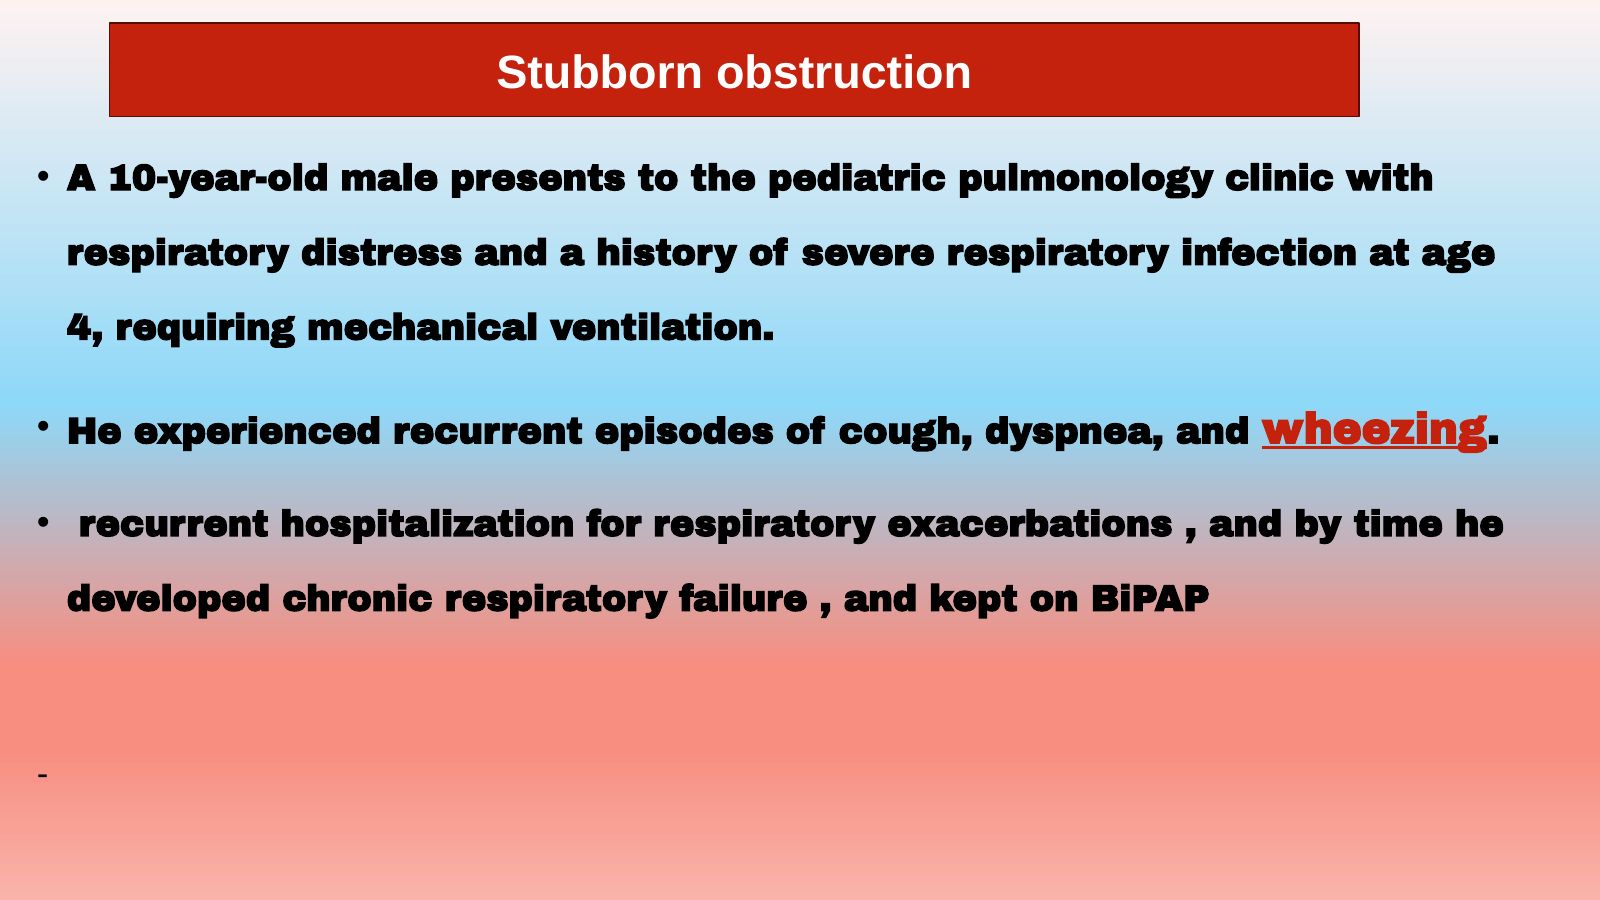 Stubborn obstruction
• A 10-year-old male presents to the pediatric pulmonology clinic with
respiratory distress and a history of severe respiratory infection at age
4, requiring mechanical ventilation.
• He experienced recurrent episodes of cough, dyspnea, and wheezing.
• recurrent hospitalization for respiratory exacerbations , and by time he
developed chronic respiratory failure , and kept on BiPAP
-